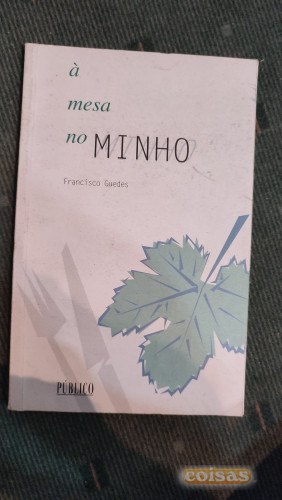 à
mesa
no MINHO
Francisco Guedes
PÚBLICO
coisas